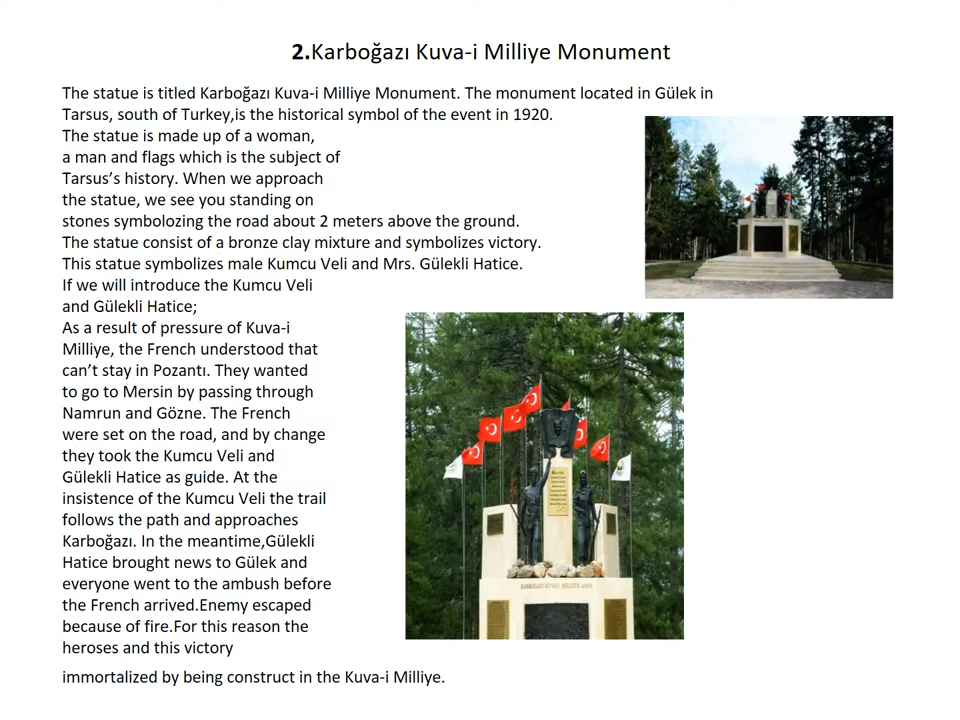 2.Karboğazı Kuva-i Milliye Monument
The statue is titled Karboğazı Kuva-i Milliye Monument. The monument located in Gülek in
Tarsus, south of Turkey,is the historical symbol of the event in 1920.
The statue is made up of a woman,
a man and flags which is the subject of
Tarsus’s history. When we approach
the statue, we see you standing on
stones symbolozing the road about 2 meters above the ground.
The statue consist of a bronze clay mixture and symbolizes victory.
This statue symbolizes male Kumcu Veli and Mrs. Gülekli Hatice.
If we will introduce the Kumcu Veli
and Gülekli Hatice;
As a result of pressure of Kuva-i
Milliye, the French understood that
can’t stay in Pozantı. They wanted
to go to Mersin by passing through
Namrun and Gözne. The French
were set on the road, and by change
they took the Kumcu Veli and
Gülekli Hatice as guide. At the
insistence of the Kumcu Veli the trail
follows the path and approaches
Karboğazı. In the meantime,Gülekli
Hatice brought news to Gülek and
everyone went to the ambush before
the French arrived.Enemy escaped
because of fire.For this reason the
heroses and this victory
immortalized by being construct in the Kuva-i Milliye.